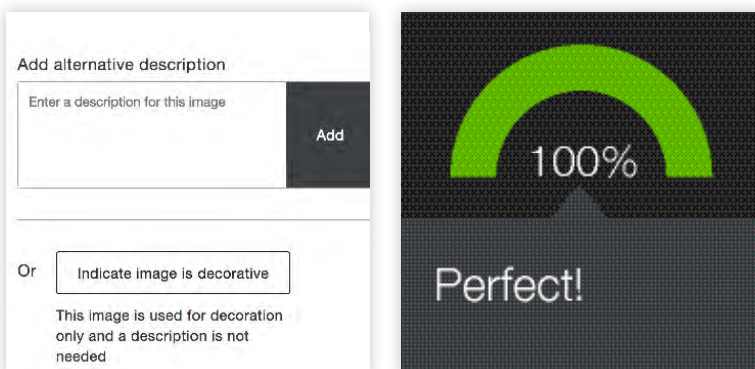 Add alternative description
Enter a description for this image
Add
Or
Indicate image is decorative
This image is used for decoration
only and a description is not
needed
100%
Perfect!